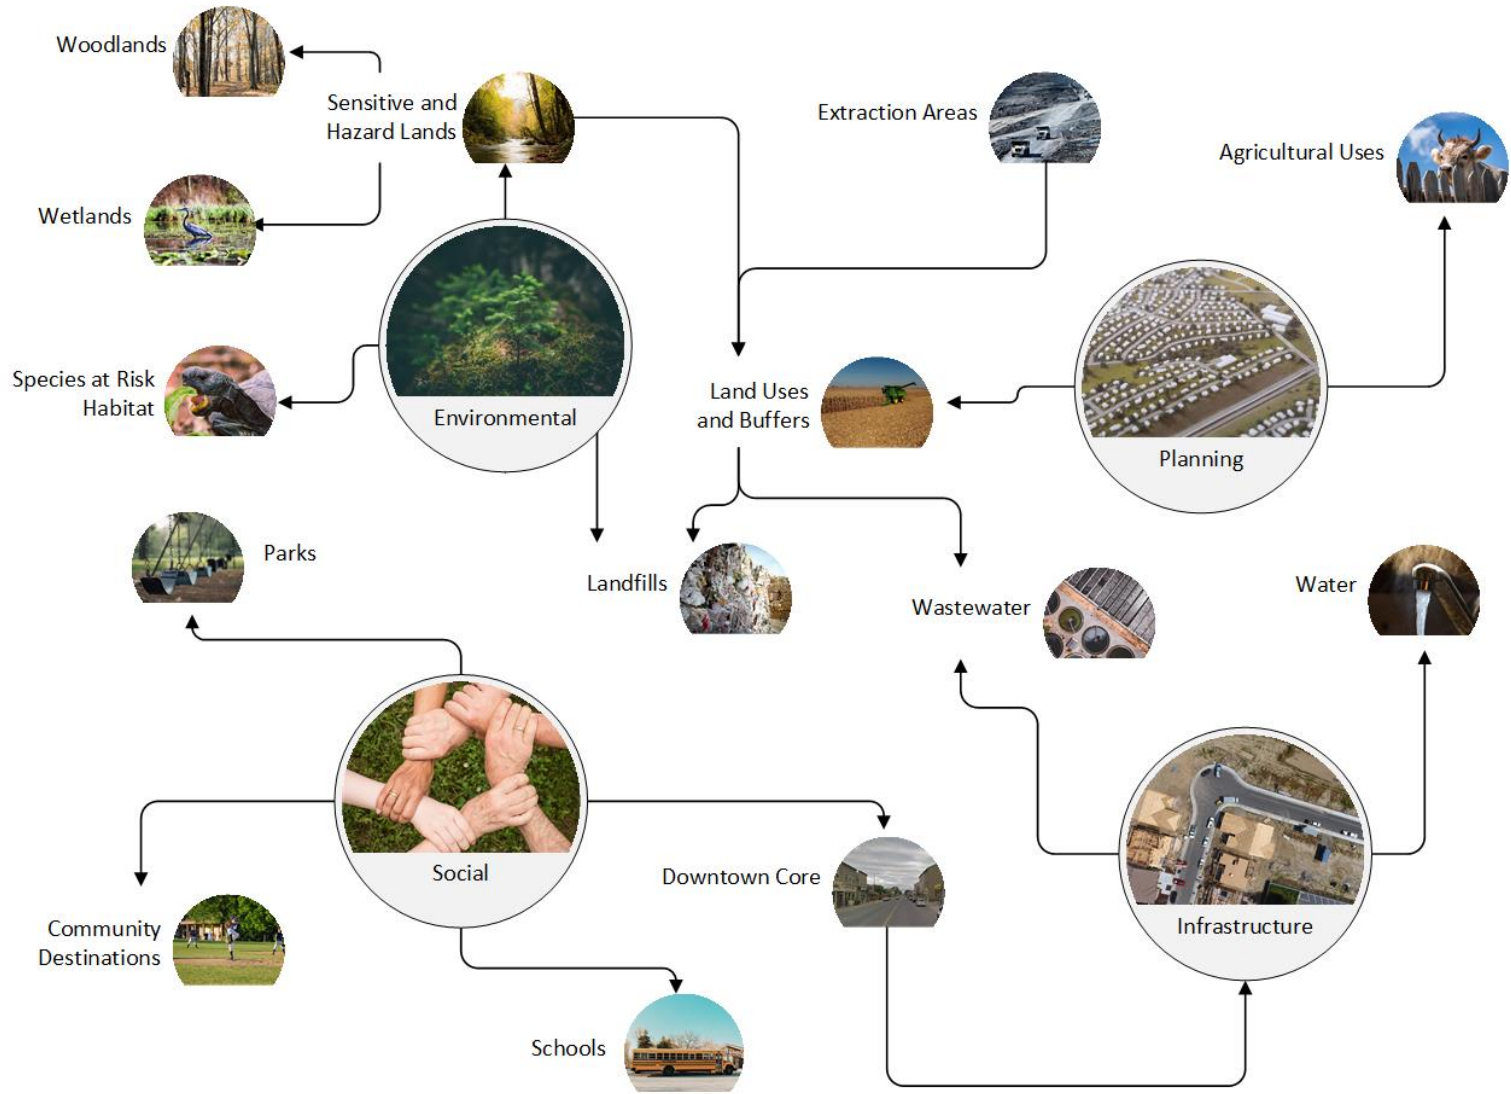 Woodlands
Sensitive and
Hazard Lands
Extraction Areas
Agricultural Uses
Wetlands
Species at Risk
Habitat
Environmental
Land Uses
and Buffers
Planning
Parks
Landfills
Wastewater
Water
Social
Downtown Core
Infrastructure
Community
Destinations
Schools